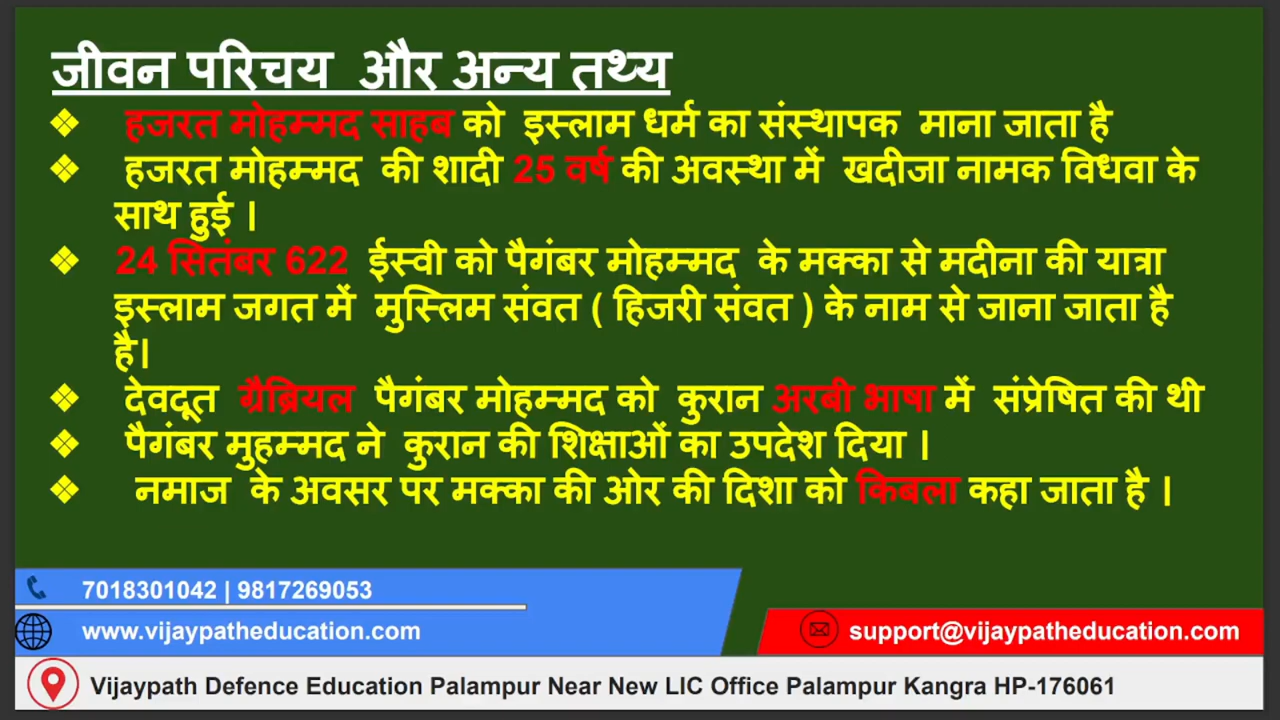 जीवन परिचय और अन्य तथ्य
❖ हजरत मोहम्मद साहब को इस्लाम धर्म का संस्थापक माना जाता है
❖ हजरत मोहम्मद की शादी 25 वर्ष की अवस्था में खदीजा नामक विधवा के
साथ हुई ।
❖ 24 सितंबर 622 ईस्वी को पैगंबर मोहम्मद के मक्का से मदीना की यात्रा
इस्लाम जगत में मुस्लिम संवत ( हिजरी संवत ) के नाम से जाना जाता है
है।
❖ देवदूत ग्रैब्रियल पैगंबर मोहम्मद को कुरान अरबी भाषा में संप्रेषित की थी
❖ पैगंबर मुहम्मद ने कुरान की शिक्षाओं का उपदेश दिया ।
❖ नमाज के अवसर पर मक्का की ओर की दिशा को किबला कहा जाता है ।
7018301042 | 9817269053
www.vijaypatheducation.com
support@vijaypatheducation.com
Vijaypath Defence Education Palampur Near New LIC Office Palampur Kangra HP-176061